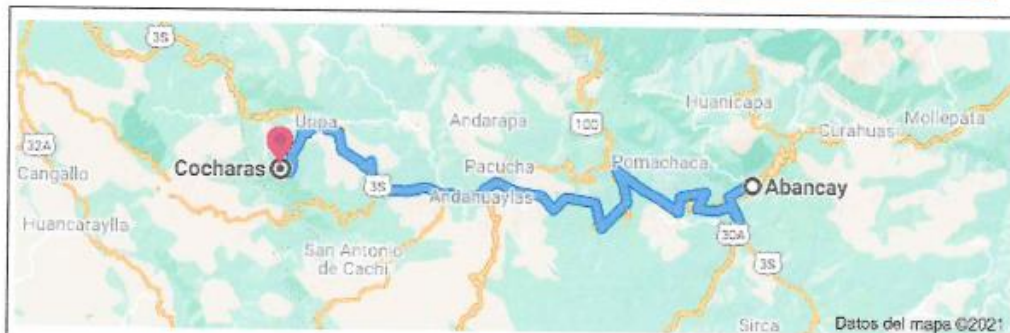 3S
Uripa
Andarapa
Huanicapa
Mollepata
100
Curahuas
32A
Cangallo
Cocharas
Pacucha
Pomachaca
Abancay
3S
Andahuaylas
Huancaraylla
30A
San Antonio
de Cachi
3S
Sirca
Datos del mapa ©2021